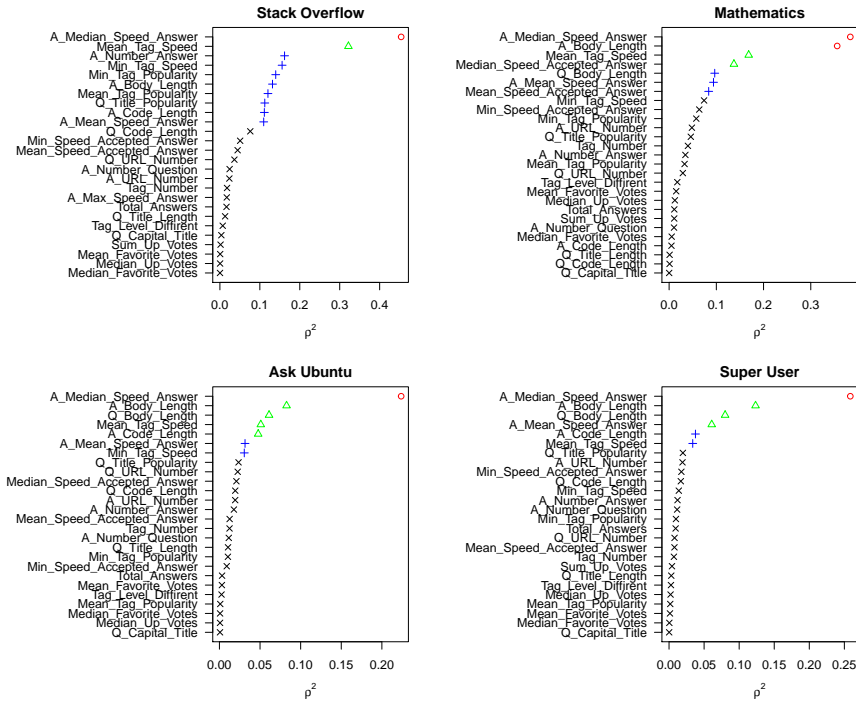 Stack Overflow
A_Median_Speed_Answer
Mean_Tag_Speed
A_Number_Answer
Min_Tag_Speed
Min_Tag_Popularity
A_Body_Length
Mean_Tag_Popularity
Q_Title_Popularity
A_Code_Length
A_Mean_Speed_Answer
Q_Code_Length
Min_Speed_Accepted_Answer
Mean_Speed_Accepted_Answer
Q_URL_Number
A_Number_Question
A_URL_Number
Tag_Number
A_Max_Speed_Answer
Total_Answers
Q_Title_Length
Tag_Level_Diffirent
Q_Capital_Title
Sum_Up_Votes
Mean_Favorite_Votes
Median_Up_Votes
Median_Favorite_Votes
0.0 0.1 0.2 0.3 0.4
ρ²
Mathematics
A_Median_Speed_Answer
A_Body_Length
Mean_Tag_Speed
Median_Speed_Accepted_Answer
Q_Body_Length
A_Mean_Speed_Answer
Mean_Speed_Accepted_Answer
Min_Tag_Speed
Min_Speed_Accepted_Answer
Min_Tag_Popularity
A_URL_Number
Q_Title_Popularity
Tag_Number
A_Number_Answer
Mean_Tag_Popularity
Q_URL_Number
Tag_Level_Diffirent
Mean_Favorite_Votes
Median_Up_Votes
Total_Answers
Sum_Up_Votes
A_Number_Question
Median_Favorite_Votes
A_Code_Length
Q_Title_Length
Q_Code_Length
Q_Capital_Title
0.0 0.1 0.2 0.3
ρ²
Ask Ubuntu
A_Median_Speed_Answer
A_Body_Length
Q_Body_Length
Mean_Tag_Speed
A_Code_Length
A_Mean_Speed_Answer
Min_Tag_Speed
Q_Title_Popularity
Q_URL_Number
Median_Speed_Accepted_Answer
Q_Code_Length
A_URL_Number
A_Number_Answer
Mean_Speed_Accepted_Answer
Tag_Number
A_Number_Question
Q_Title_Length
Min_Tag_Popularity
Min_Speed_Accepted_Answer
Total_Answers
Mean_Favorite_Votes
Tag_Level_Diffirent
Mean_Tag_Popularity
Median_Favorite_Votes
Median_Up_Votes
Q_Capital_Title
0.00 0.05 0.10 0.15 0.20
ρ²
Super User
A_Median_Speed_Answer
A_Body_Length
Q_Body_Length
A_Mean_Speed_Answer
A_Code_Length
Mean_Tag_Speed
Q_Title_Popularity
A_URL_Number
Min_Speed_Accepted_Answer
Q_Code_Length
Min_Tag_Speed
A_Number_Answer
A_Number_Question
Min_Tag_Popularity
Total_Answers
Q_URL_Number
Mean_Speed_Accepted_Answer
Tag_Number
Sum_Up_Votes
Q_Title_Length
Tag_Level_Diffirent
Median_Up_Votes
Mean_Tag_Popularity
Mean_Favorite_Votes
Median_Favorite_Votes
Q_Capital_Title
0.00 0.05 0.10 0.15 0.20 0.25
ρ²